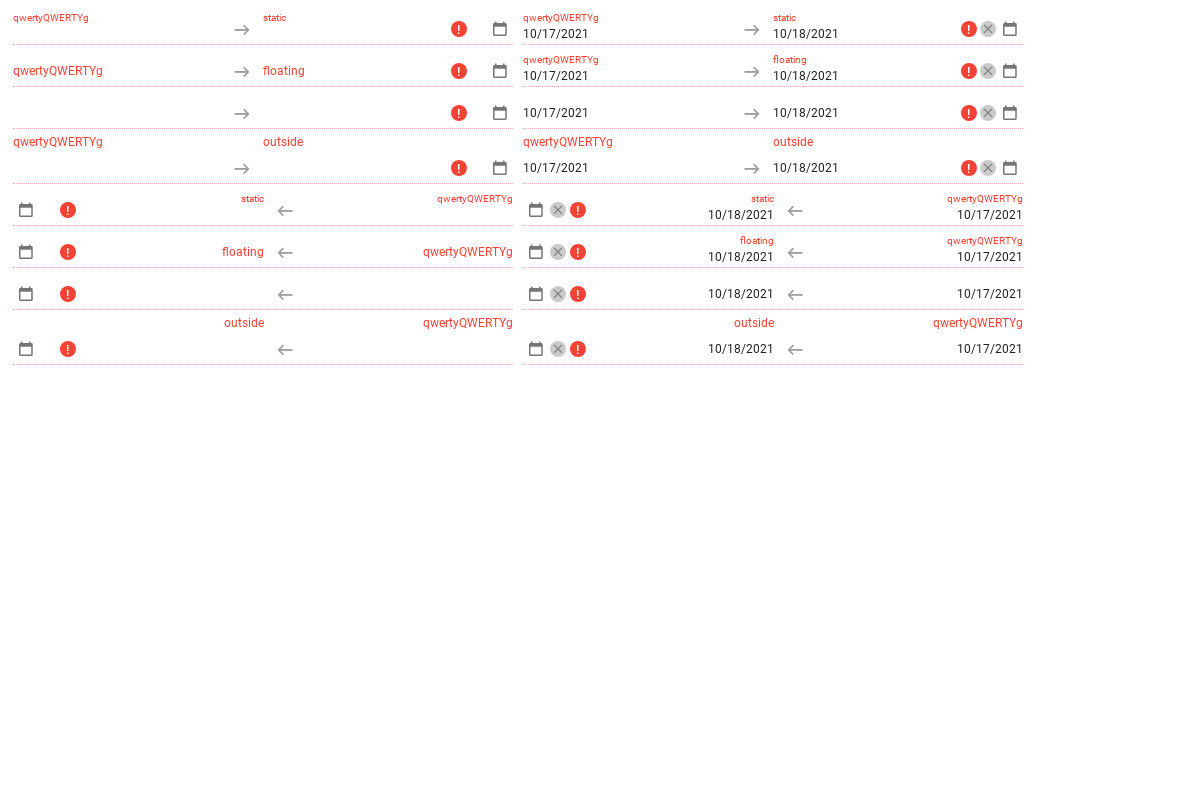 qwertyQWERTYg static qwertyQWERTYg static
10/17/2021 10/18/2021
qwertyQWERTYg floating qwertyQWERTYg floating
10/17/2021 10/18/2021
10/17/2021 10/18/2021
qwertyQWERTYg outside qwertyQWERTYg outside
10/17/2021 10/18/2021
static qwertyQWERTYg static qwertyQWERTYg
10/18/2021 10/17/2021
floating qwertyQWERTYg floating qwertyQWERTYg
10/18/2021 10/17/2021
10/18/2021 10/17/2021
outside qwertyQWERTYg outside qwertyQWERTYg
10/18/2021 10/17/2021